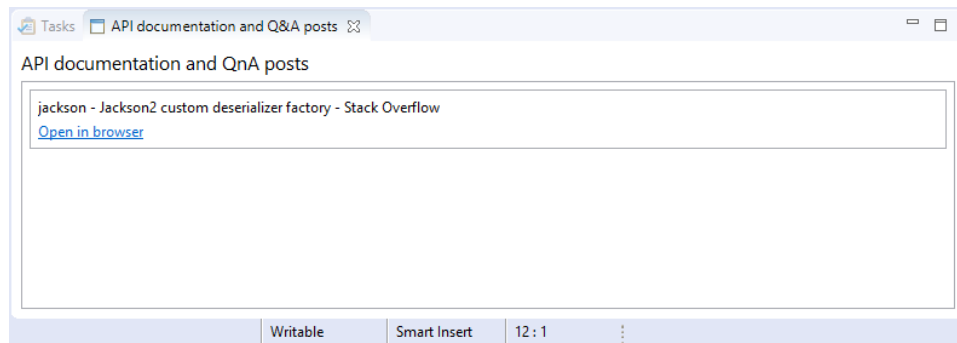 Tasks API documentation and Q&A posts
API documentation and QnA posts
jackson - Jackson2 custom deserializer factory - Stack Overflow
Open in browser
Writable Smart Insert 12 : 1